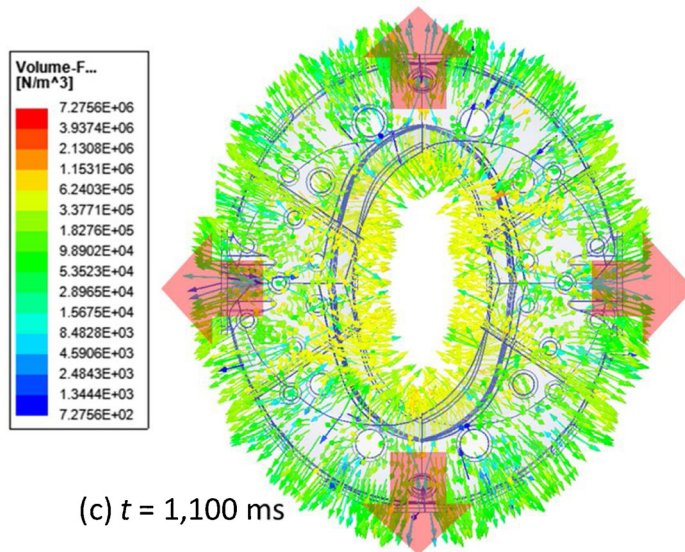 Volume-F...
[N/m^3]
7.2756E+06
3.9374E+06
2.1308E+06
1.1531E+06
6.2403E+05
3.3771E+05
1.8276E+05
9.8902E+04
5.3523E+04
2.8965E+04
1.5675E+04
8.4828E+03
4.5906E+03
2.4843E+03
1.3444E+03
7.2756E+02
(c) t = 1,100 ms